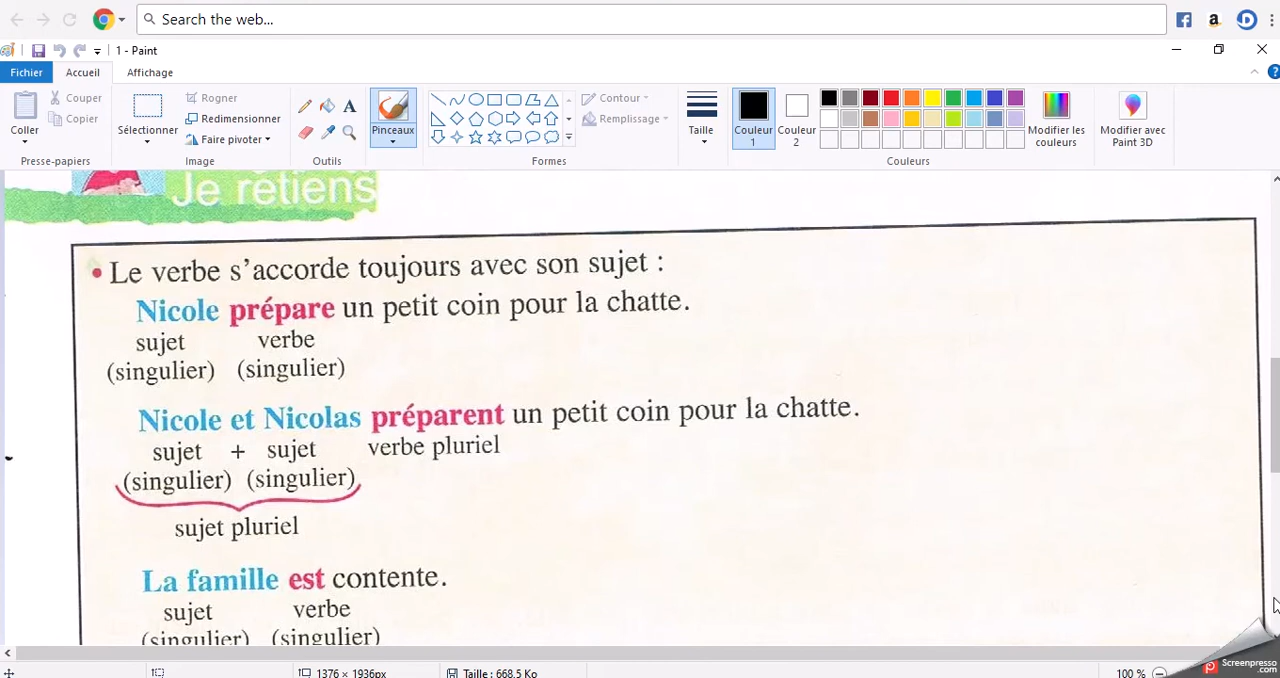 Search the web...
1 - Paint
Fichier Accueil Affichage
Coller
Couper
Copier
Presse-papiers
Sélectionner
Rogner
Redimensionner
Faire pivoter
Image
Outils
Pinceaux
Contour
Remplissage
Formes
Taille
Couleur 1
Couleur 2
Modifier les couleurs
Modifier avec Paint 3D
Couleurs
Je retiens
• Le verbe s'accorde toujours avec son sujet :
Nicole prépare un petit coin pour la chatte.
sujet verbe
(singulier) (singulier)
Nicole et Nicolas préparent un petit coin pour la chatte.
sujet + sujet verbe pluriel
(singulier) (singulier)
sujet pluriel
La famille est contente.
sujet verbe
(singulier) (singulier)
1376 × 1936px
Taille : 668,5 Ko
100 %
Screenpresso
.com